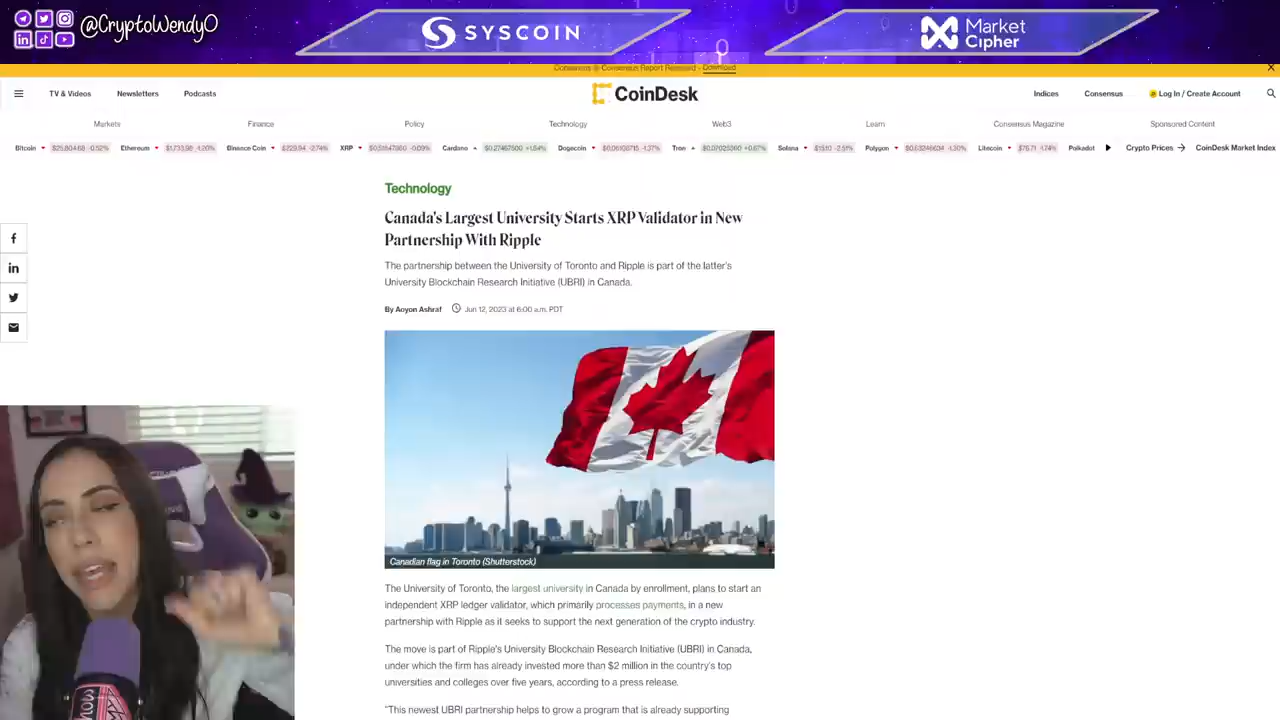 @CryptoWendyO
SYSCOIN
Market
Cipher
Consensus @ Consensus Report Released - Download
TV & Videos
Newsletters
Podcasts
CoinDesk
Indices
Consensus
Log In / Create Account
Markets
Finance
Policy
Technology
Web3
Learn
Consensus Magazine
Sponsored Content
Bitcoin
Ethereum
Binance Coin
XRP
Cardano
Dogecoin
Tron
Solana
Polygon
Litecoin
Polkadot
Crypto Prices
CoinDesk Market Index
Technology
Canada's Largest University Starts XRP Validator in New
Partnership With Ripple
The partnership between the University of Toronto and Ripple is part of the latter's
University Blockchain Research Initiative (UBRI) in Canada.
By Aoyon Ashraf Jun 12, 2023 at 6:00 a.m. PDT
Canadian flag in Toronto (Shutterstock)
The University of Toronto, the largest university in Canada by enrollment, plans to start an
independent XRP ledger validator, which primarily processes payments, in a new
partnership with Ripple as it seeks to support the next generation of the crypto industry.
The move is part of Ripple's University Blockchain Research Initiative (UBRI) in Canada,
under which the firm has already invested more than $2 million in the country's top
universities and colleges over five years, according to a press release.
"This newest UBRI partnership helps to grow a program that is already supporting